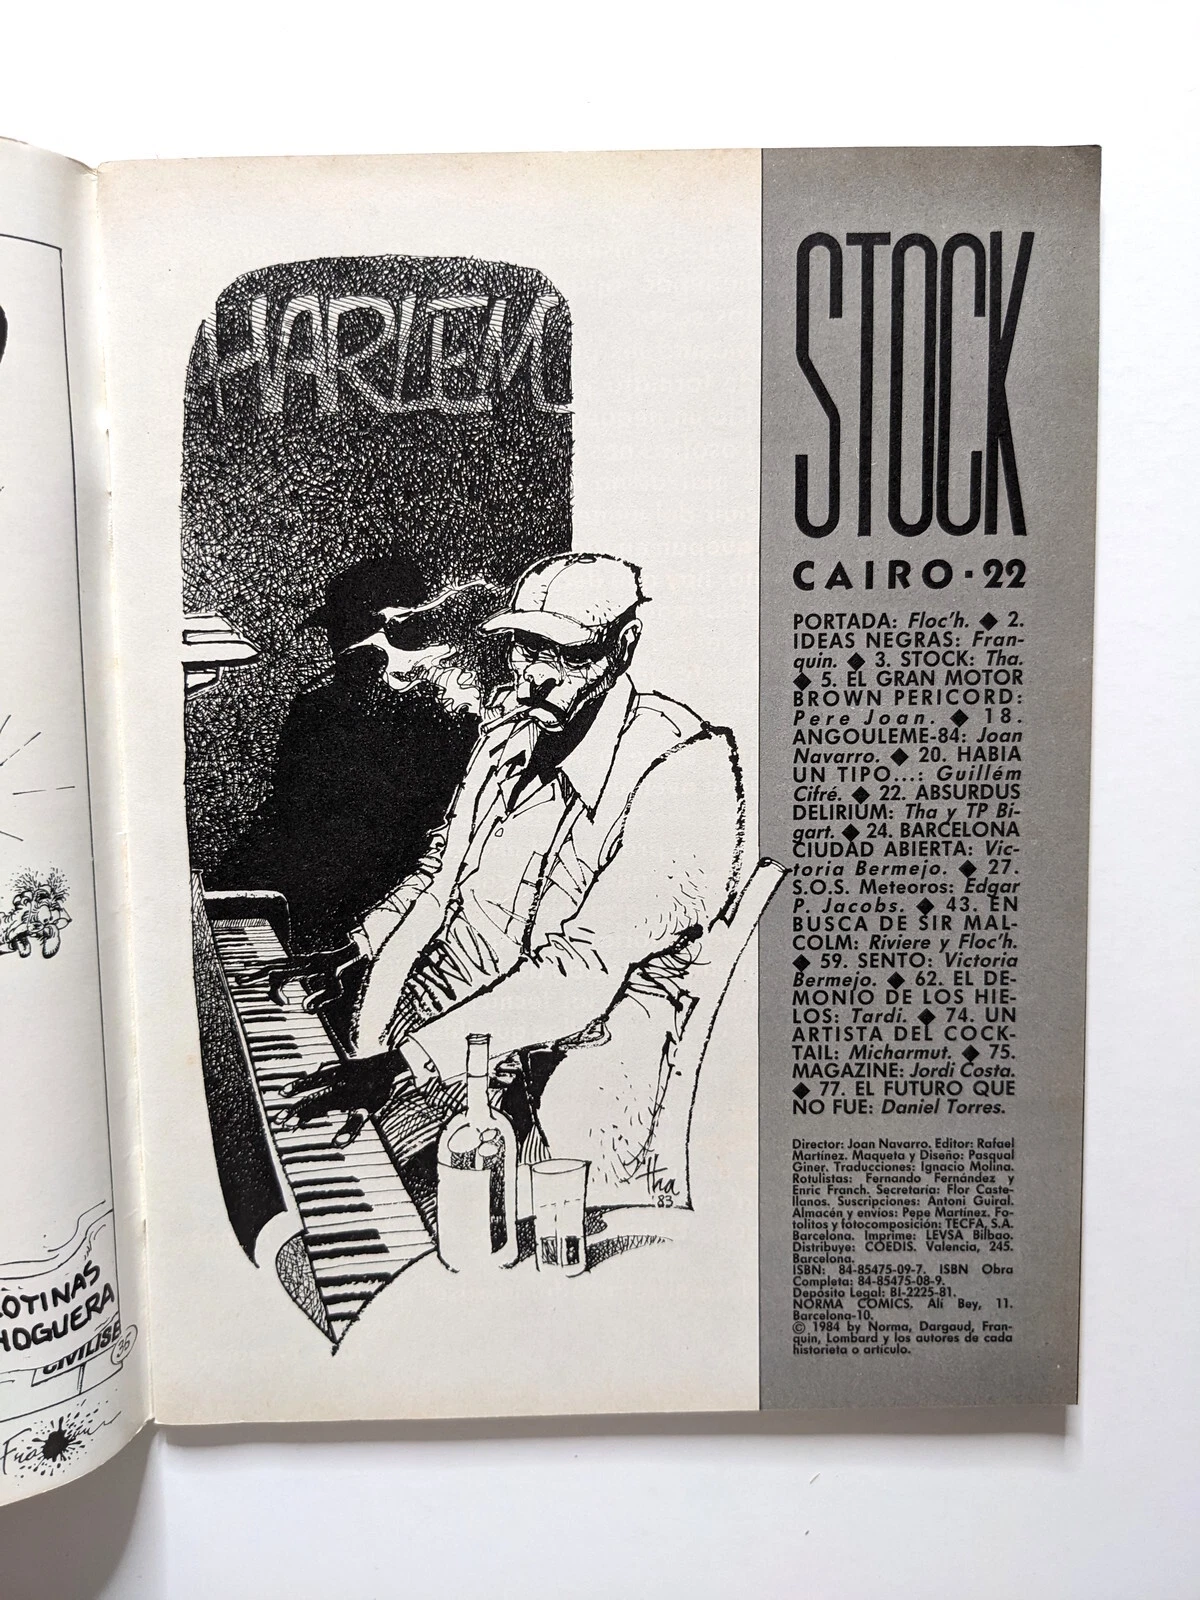 HARLEM
Tha
'83
STOCK
CAIRO·22
PORTADA: Floc'h. ◆ 2.
IDEAS NEGRAS: Fran-
quin. ◆ 3. STOCK: Tha.
◆ 5. EL GRAN MOTOR
BROWN PERICORD:
Pere Joan. ◆ 18.
ANGOULEME-84: Joan
Navarro. ◆ 20. HABIA
UN TIPO...: Guillém
Cifré. ◆ 22. ABSURDUS
DELIRIUM: Tha y TP Bi-
gart. ◆ 24. BARCELONA
CIUDAD ABIERTA: Vic-
toria Bermejo. ◆ 27.
S.O.S. Meteoros: Edgar
P. Jacobs. ◆ 43. EN
BUSCA DE SIR MAL-
COLM: Riviere y Floc'h.
◆ 59. SENTO: Victoria
Bermejo. ◆ 62. EL DE-
MONIO DE LOS HIE-
LOS: Tardi. ◆ 74. UN
ARTISTA DEL COCK-
TAIL: Micharmut. ◆ 75.
MAGAZINE: Jordi Costa.
◆ 77. EL FUTURO QUE
NO FUE: Daniel Torres.
Director: Joan Navarro. Editor: Rafael
Martínez. Maqueta y Diseño: Pasqual
Giner. Traducciones: Ignacio Molina.
Rotulistas: Fernando Fernández y
Enric Franch. Secretaria: Flor Caste-
llanos. Suscripciones: Antoni Guiral.
Almacén y envíos: Pepe Martínez. Fo-
tolitos y fotocomposición: TECFA, S.A.
Barcelona. Imprime: LEVSA Bilbao.
Distribuye: COEDIS. Valencia, 245.
Barcelona.
ISBN: 84-85475-09-7. ISBN Obra
Completa: 84-85475-08-9.
Depósito Legal: BI-2225-81.
NORMA COMICS. Alí Bey, 11.
Barcelona-10.
© 1984 by Norma, Dargaud, Fran-
quin, Lombard y los autores de cada
historieta o artículo.
OTINAS
HOGUERA
CIVILISE
36